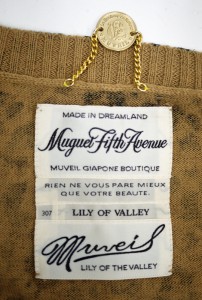 MADE IN DREAMLAND
Muguet Fifth Avenue
MUVEIL GIAPONE BOUTIQUE
RIEN NE VOUS PARE MIEUX
QUE VOTRE BEAUTE.
307 LILY OF VALLEY
Muveil
LILY OF THE VALLEY